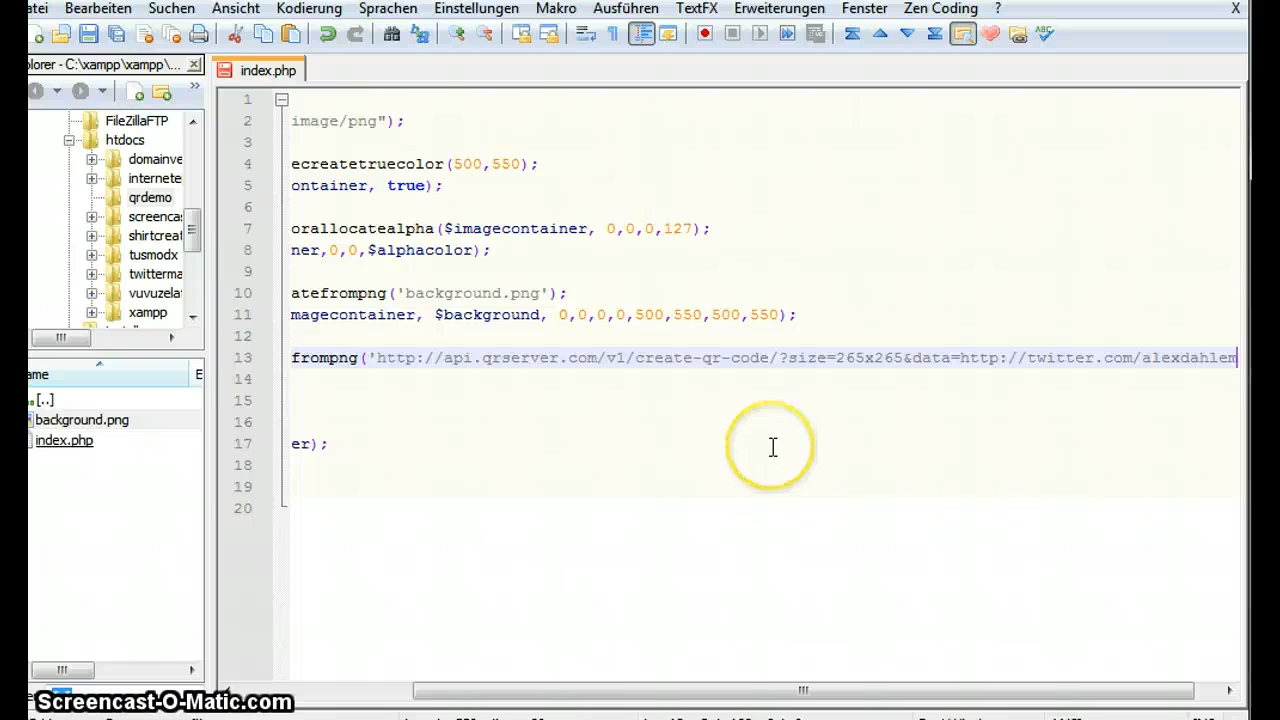 atei Bearbeiten Suchen Ansicht Kodierung Sprachen Einstellungen Makro Ausführen TextFX Erweiterungen Fenster Zen Coding ? X
plorer - C:\xampp\xampp\...
index.php
FileZillaFTP
htdocs
domainve
internete
qrdemo
screencas
shirtcreat
tusmodx
twitterma
vuvuzela
xampp
ame E
[..]
background.png
index.php
1
2 image/png");
3
4 ecreatetruecolor(500,550);
5 ontainer, true);
6
7 orallocatealpha($imagecontainer, 0,0,0,127);
8 ner,0,0,$alphacolor);
9
10 atefrompng('background.png');
11 magecontainer, $background, 0,0,0,0,500,550,500,550);
12
13 frompng('http://api.qrserver.com/v1/create-qr-code/?size=265x265&data=http://twitter.com/alexdahlem
14
15
16
17 er);
18
19
20
Screencast-O-Matic.com